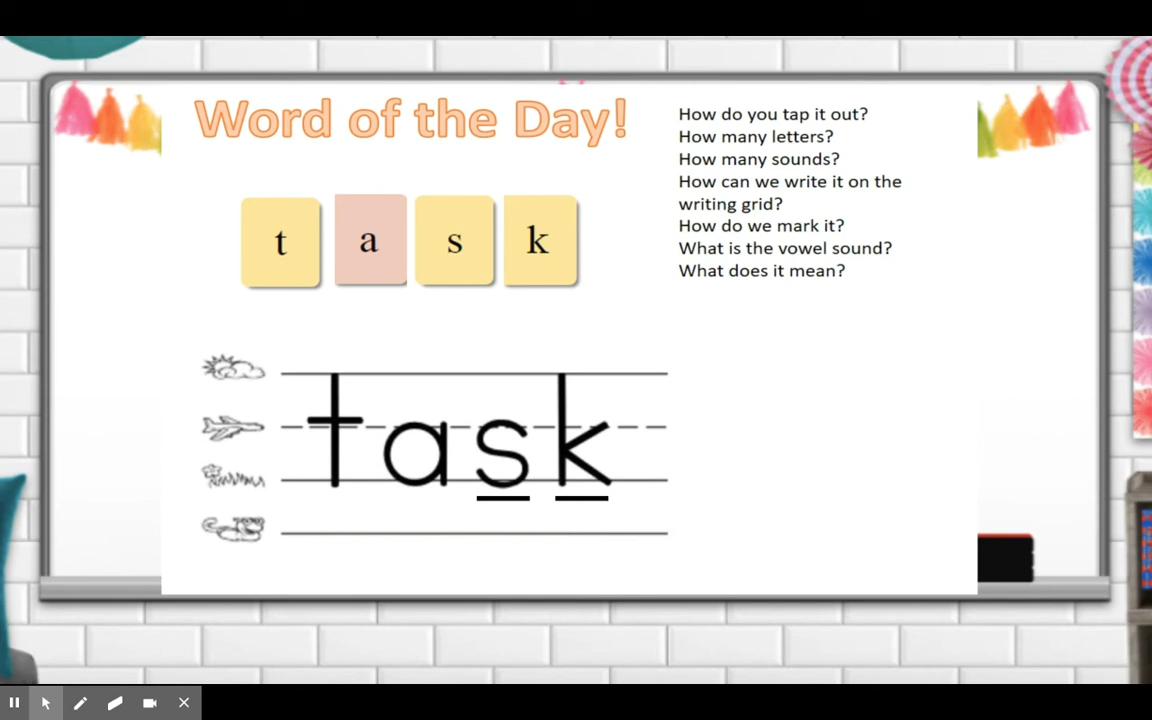 Word of the Day!
How do you tap it out?
How many letters?
How many sounds?
How can we write it on the
writing grid?
How do we mark it?
What is the vowel sound?
What does it mean?
t a s k
task